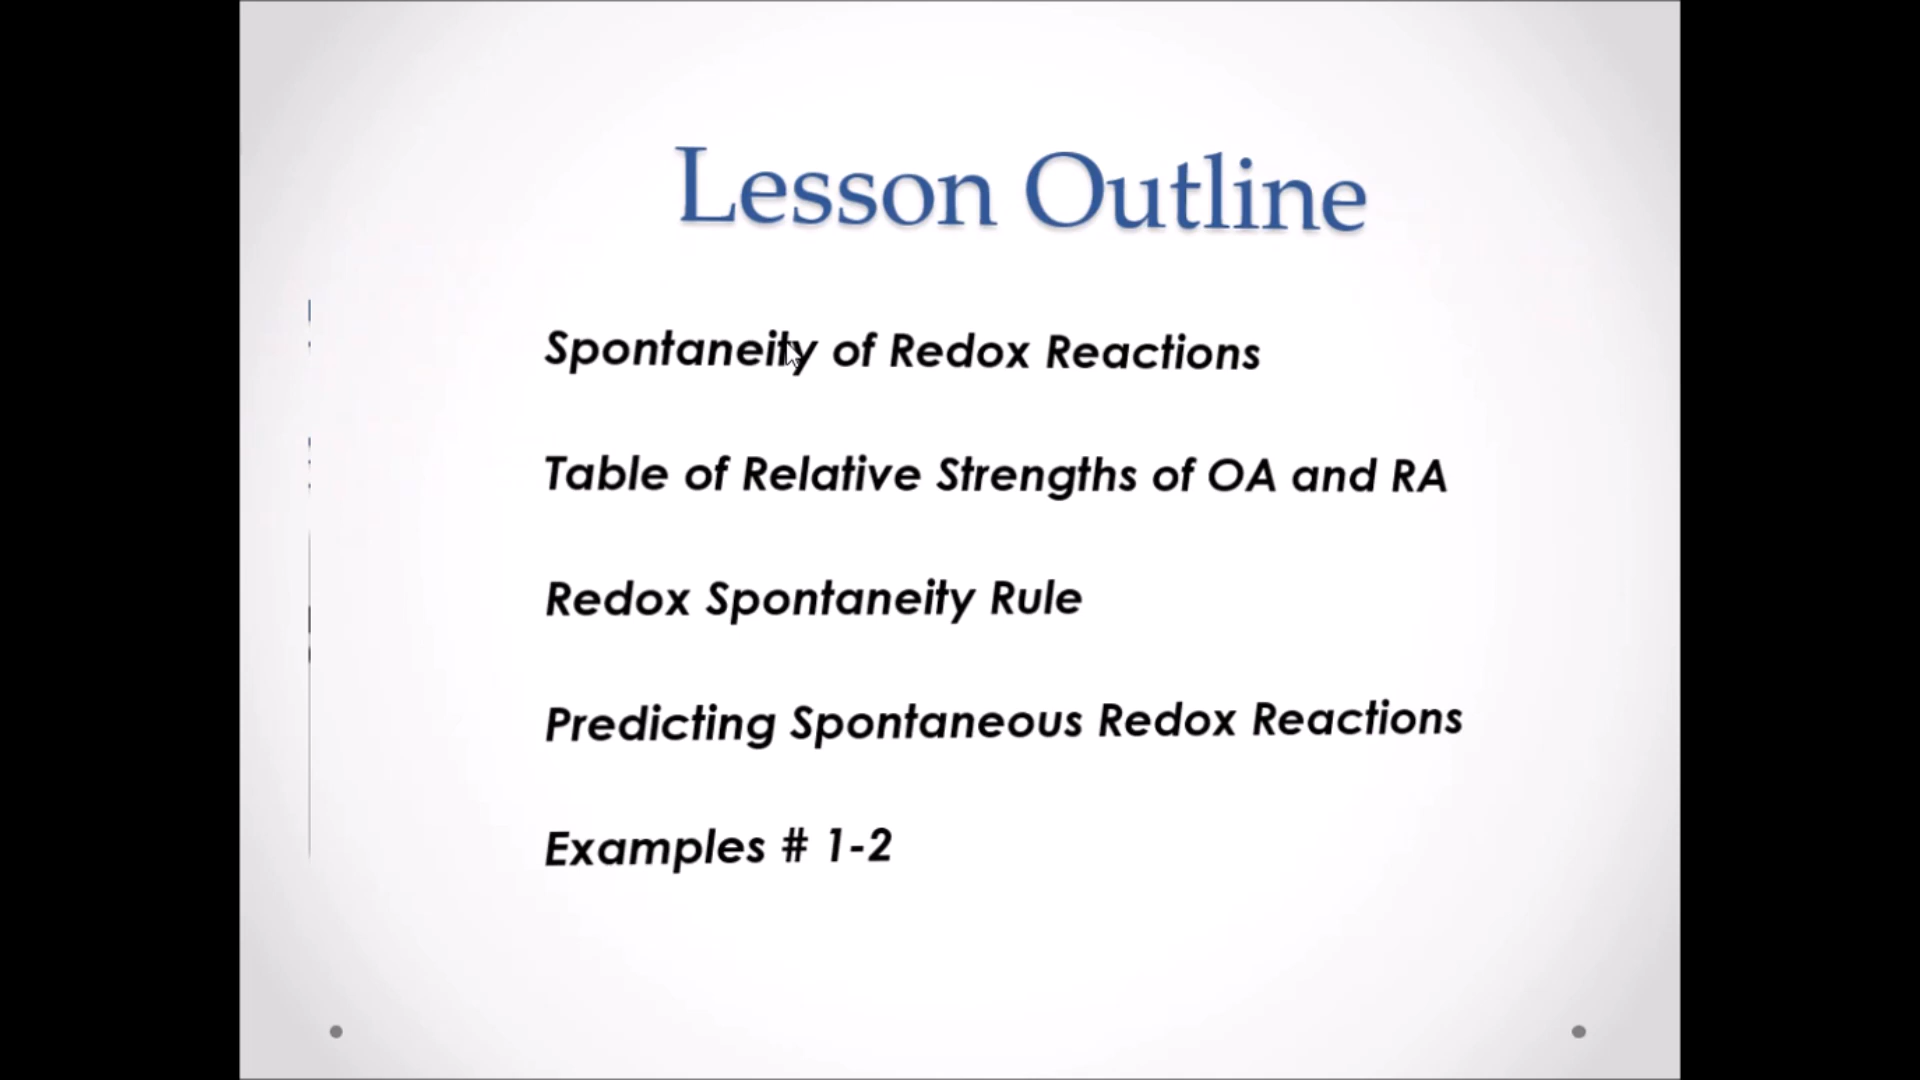 Lesson Outline
Spontaneity of Redox Reactions
Table of Relative Strengths of OA and RA
Redox Spontaneity Rule
Predicting Spontaneous Redox Reactions
Examples # 1-2